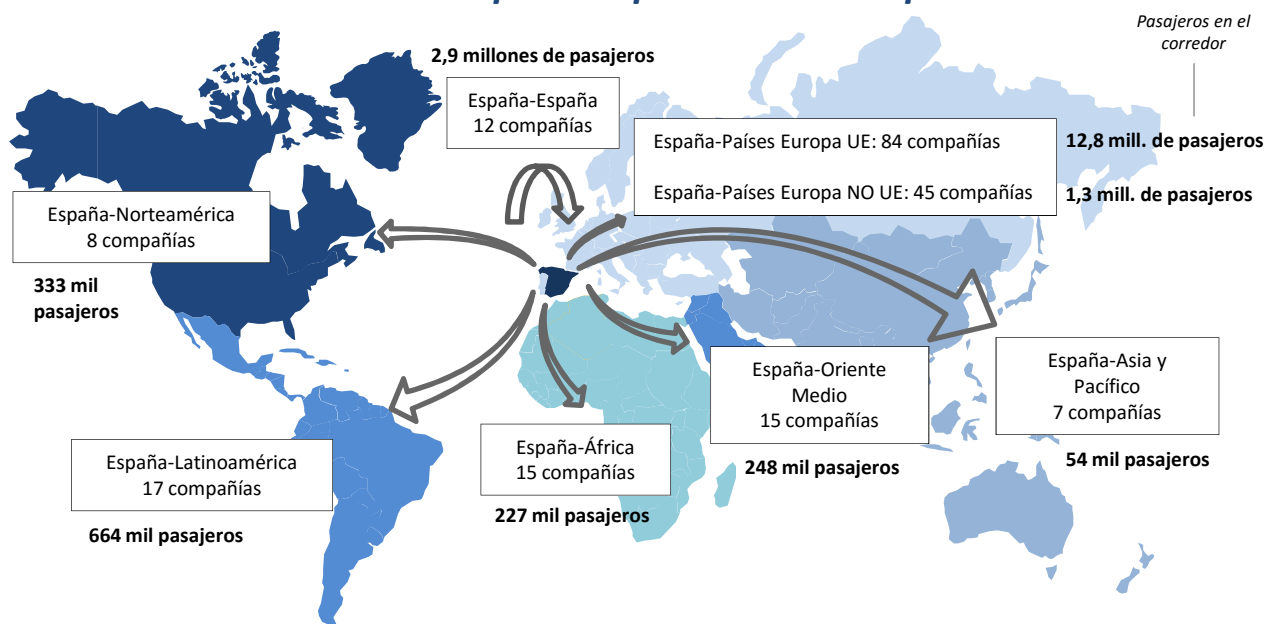 Pasajeros en el
corredor
2,9 millones de pasajeros
España-España
12 compañías
España-Países Europa UE: 84 compañías
12,8 mill. de pasajeros
España-Países Europa NO UE: 45 compañías
1,3 mill. de pasajeros
España-Norteamérica
8 compañías
333 mil
pasajeros
España-Oriente
Medio
15 compañías
248 mil pasajeros
España-Asia y
Pacífico
7 compañías
54 mil pasajeros
España-Latinoamérica
17 compañías
664 mil pasajeros
España-África
15 compañías
227 mil pasajeros